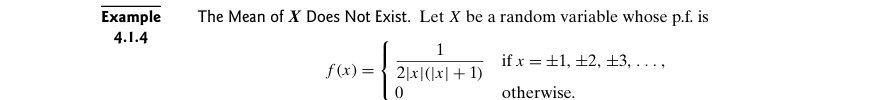 Example The Mean of X Does Not Exist. Let X be a random variable whose p.f. is
4.1.4
f(x) = { 1 / 2|x|(|x| + 1) if x = ±1, ±2, ±3, . . . ,
0 otherwise.